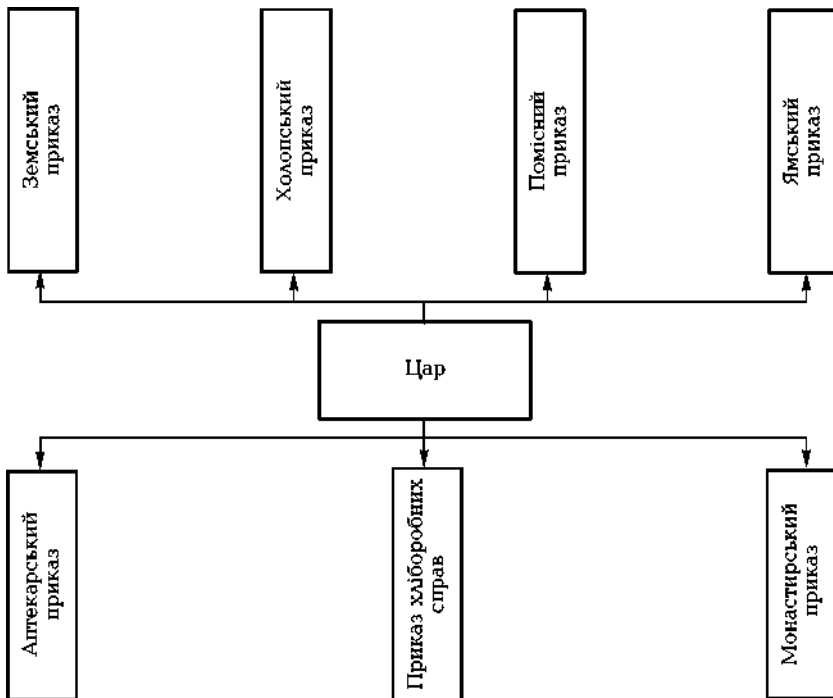 Земський
приказ
Холопський
приказ
Помісний
приказ
Ямський
приказ
Цар
Аптекарський
приказ
Приказ хліборобних
справ
Монастирський
приказ